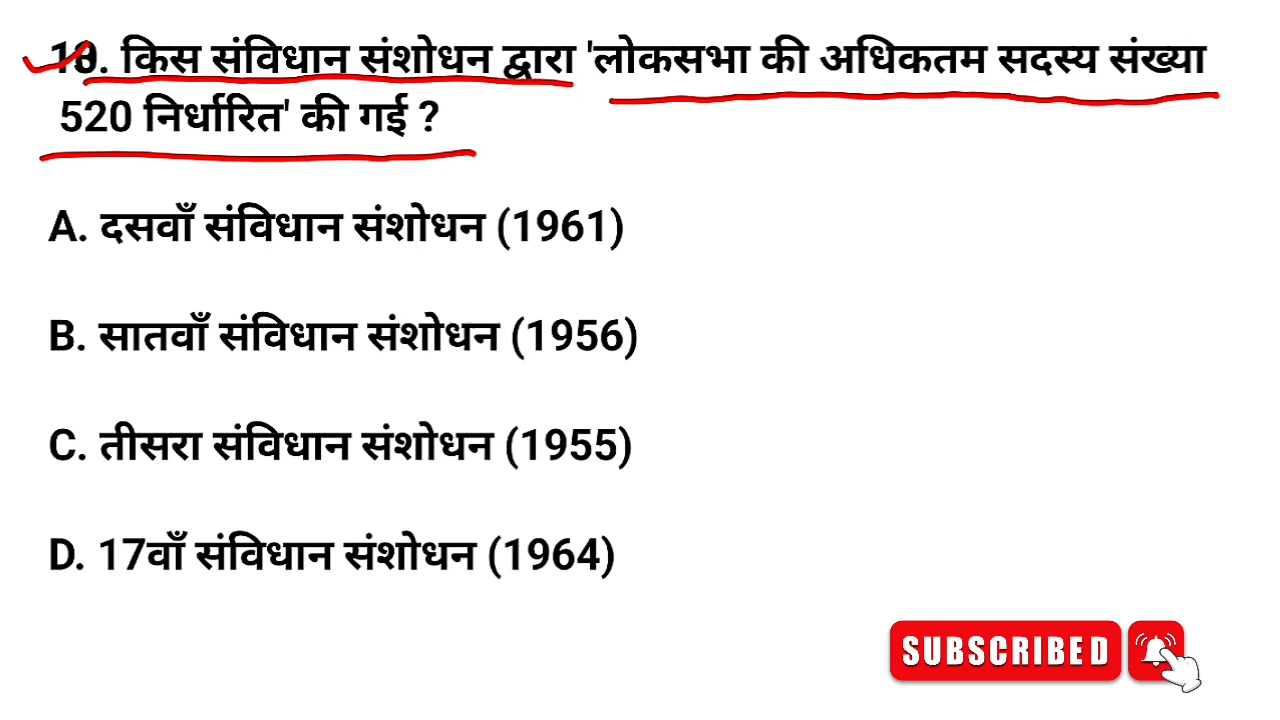 किस संविधान संशोधन द्वारा 'लोकसभा की अधिकतम सदस्य संख्या
520 निर्धारित' की गई ?
A. दसवाँ संविधान संशोधन (1961)
B. सातवाँ संविधान संशोधन (1956)
C. तीसरा संविधान संशोधन (1955)
D. 17वाँ संविधान संशोधन (1964)
SUBSCRIBED